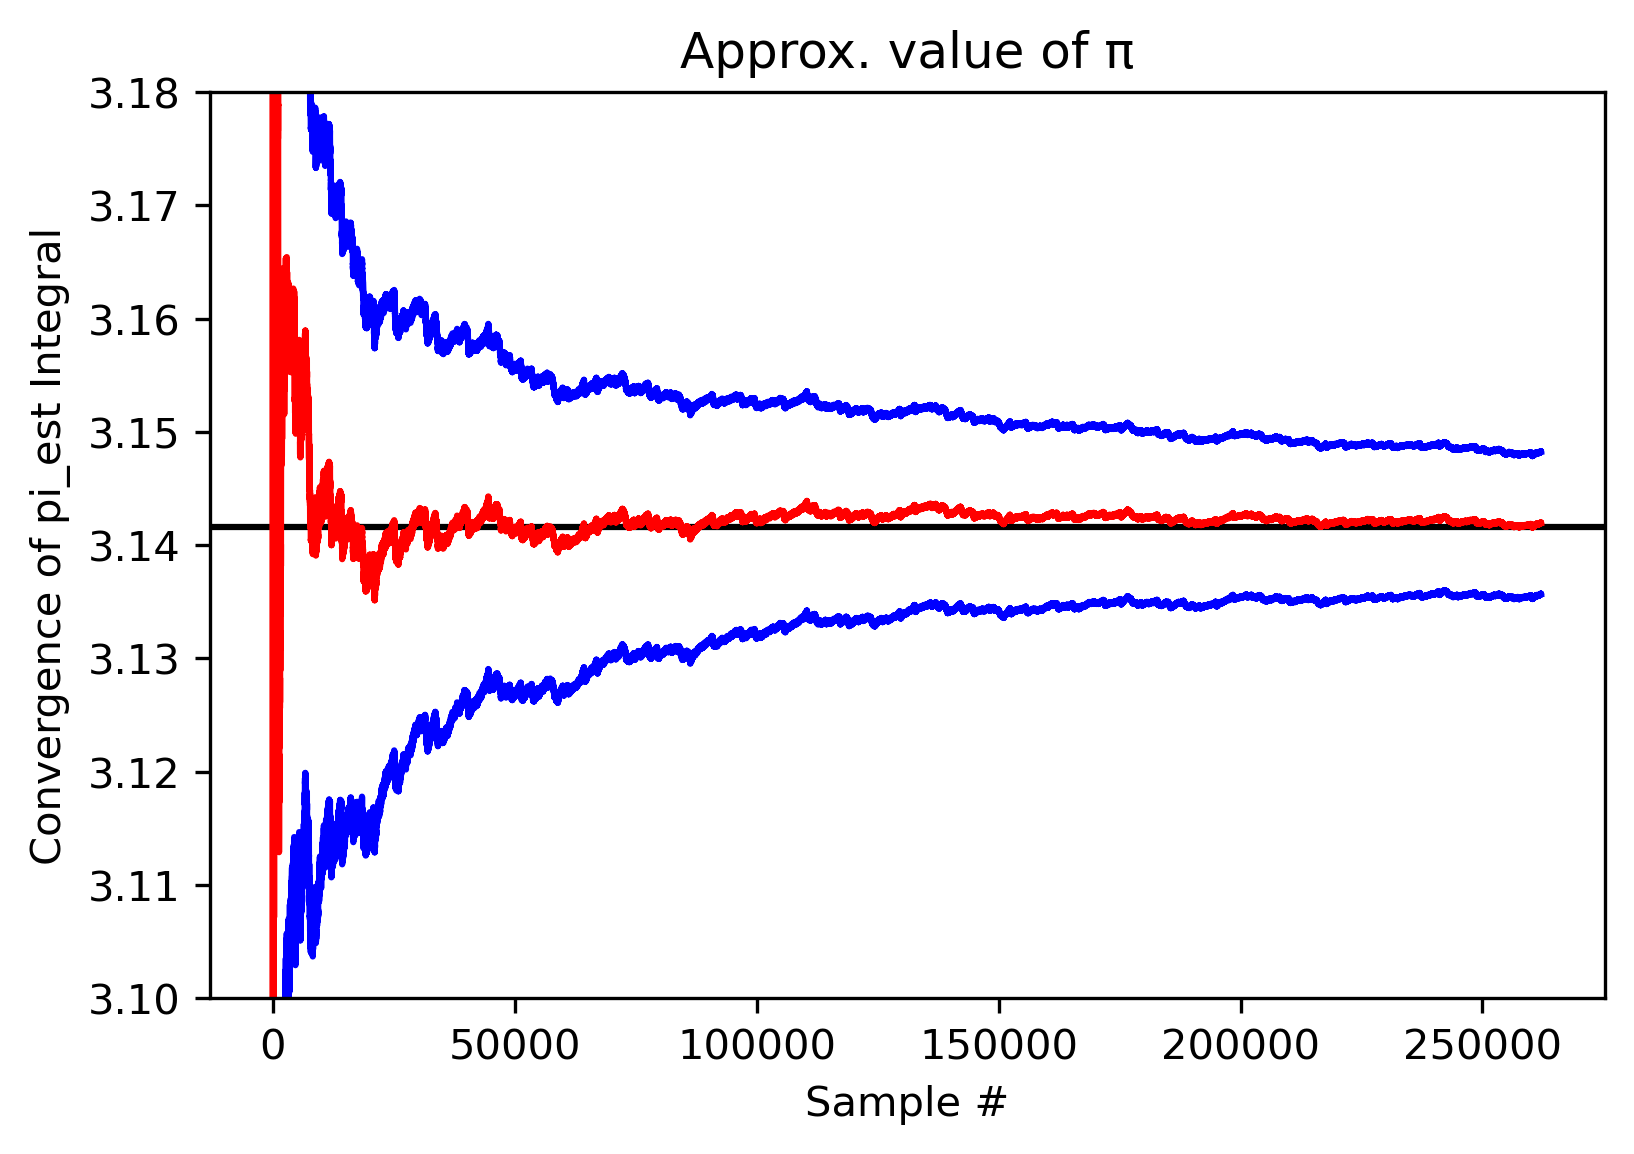 Approx. value of π
Convergence of pi_est Integral
3.18
3.17
3.16
3.15
3.14
3.13
3.12
3.11
3.10
0 50000 100000 150000 200000 250000
Sample #